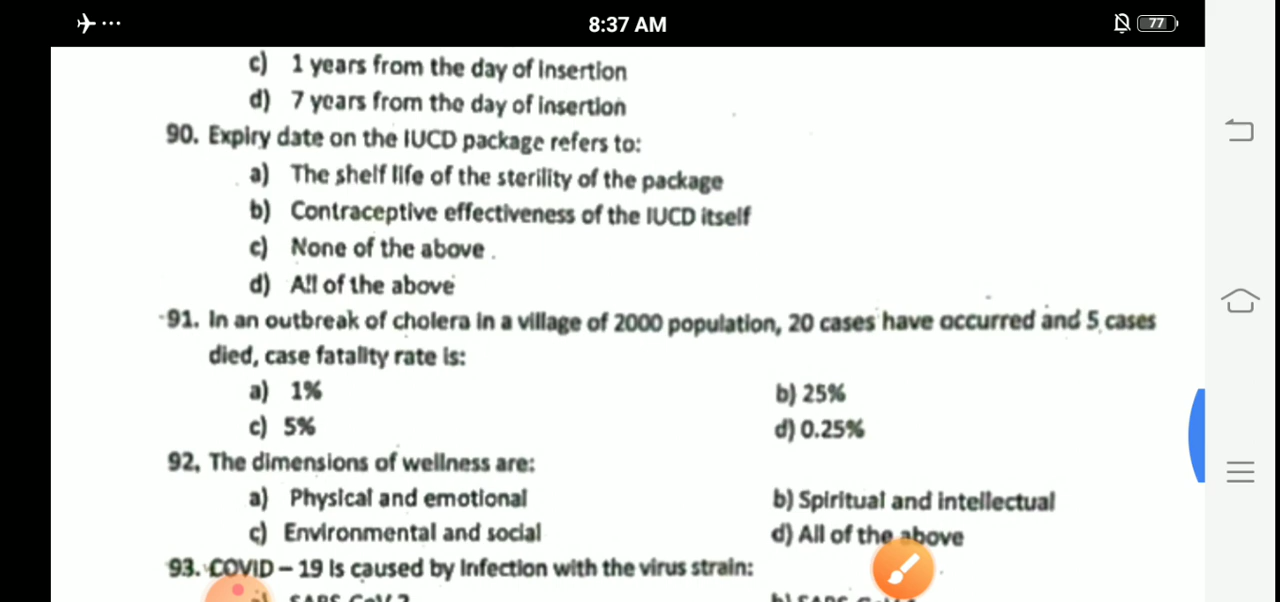 8:37 AM
77
c) 1 years from the day of insertion
d) 7 years from the day of insertion
90. Expiry date on the IUCD package refers to:
a) The shelf life of the sterility of the package
b) Contraceptive effectiveness of the IUCD itself
c) None of the above .
d) All of the above
91. In an outbreak of cholera in a village of 2000 population, 20 cases have occurred and 5 cases
died, case fatality rate is:
a) 1% b) 25%
c) 5% d) 0.25%
92, The dimensions of wellness are:
a) Physical and emotional b) Spiritual and intellectual
c) Environmental and social d) All of the above
93. COVID – 19 is caused by infection with the virus strain: